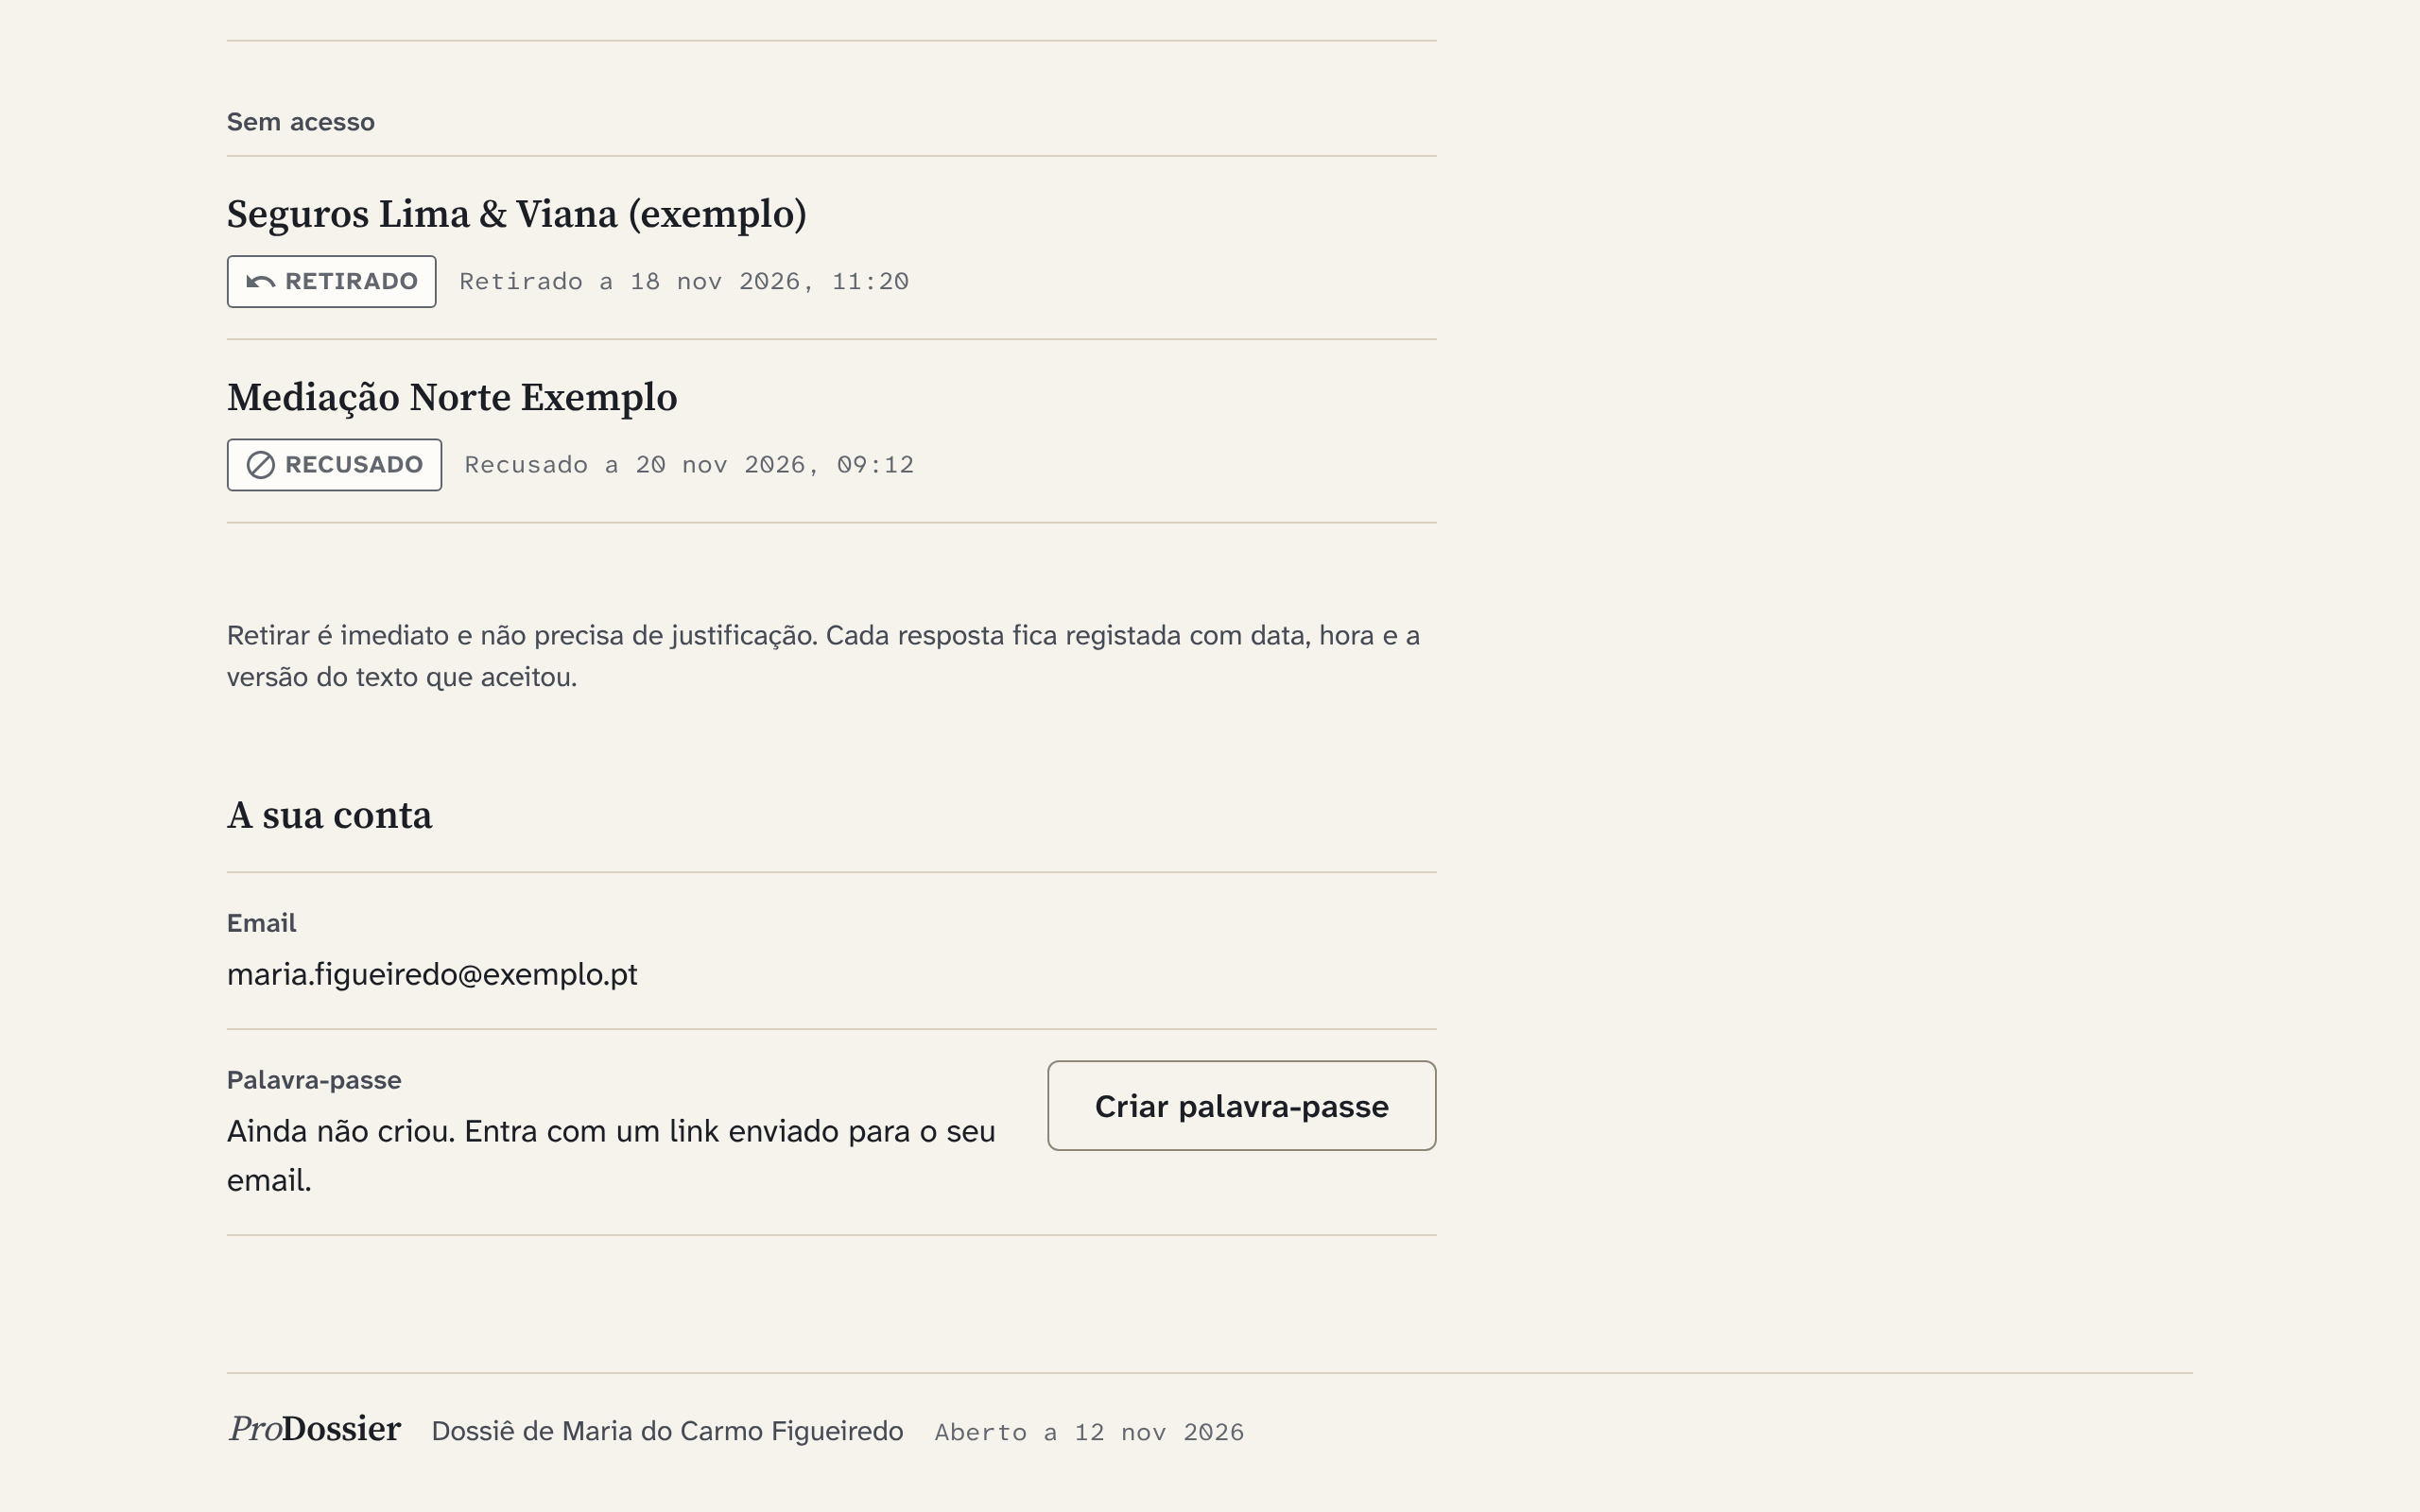 Sem acesso
Seguros Lima & Viana (exemplo)
RETIRADO Retirado a 18 nov 2026, 11:20
Mediação Norte Exemplo
RECUSADO Recusado a 20 nov 2026, 09:12
Retirar é imediato e não precisa de justificação. Cada resposta fica registada com data, hora e a
versão do texto que aceitou.
A sua conta
Email
maria.figueiredo@exemplo.pt
Palavra-passe
Ainda não criou. Entra com um link enviado para o seu
email.
Criar palavra-passe
ProDossier Dossiê de Maria do Carmo Figueiredo Aberto a 12 nov 2026